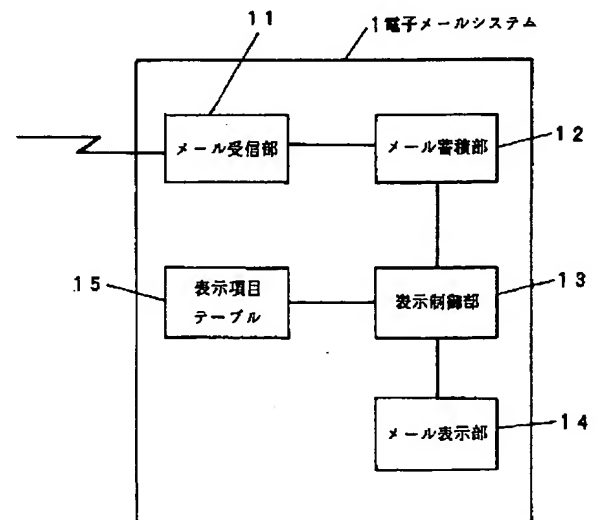 11
1電子メールシステム
メール受信部
メール蓄積部
12
15
表示項目
テーブル
表示制御部
13
メール表示部
14